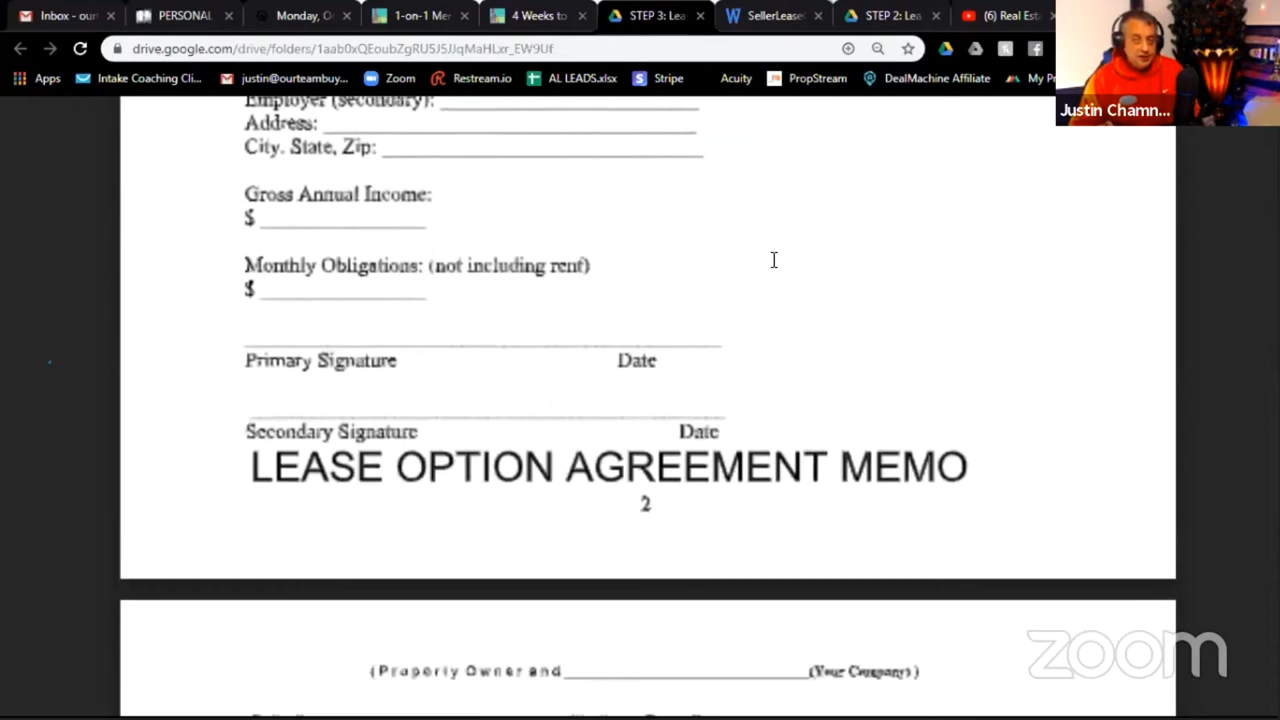 Inbox - our
PERSONAL
Monday, O
1-on-1 Mer
4 Weeks to
STEP 3: Lea
SellerLease
STEP 2: Lea
(6) Real Esta
drive.google.com/drive/folders/1aab0xQEoubZgRU5J5JJqMaHLxr_EW9Uf
Apps
Intake Coaching Cli...
justin@ourteambuy...
Zoom
Restream.io
AL LEADS.xlsx
Stripe
Acuity
PropStream
DealMachine Affiliate
My Pr
Justin Chamn...
Employer (secondary):
Address:
City. State, Zip:
Gross Annual Income:
$
Monthly Obligations: (not including rent)
$
Primary Signature Date
Secondary Signature Date
LEASE OPTION AGREEMENT MEMO
2
(Property Owner and____________(Your Company)
zoom